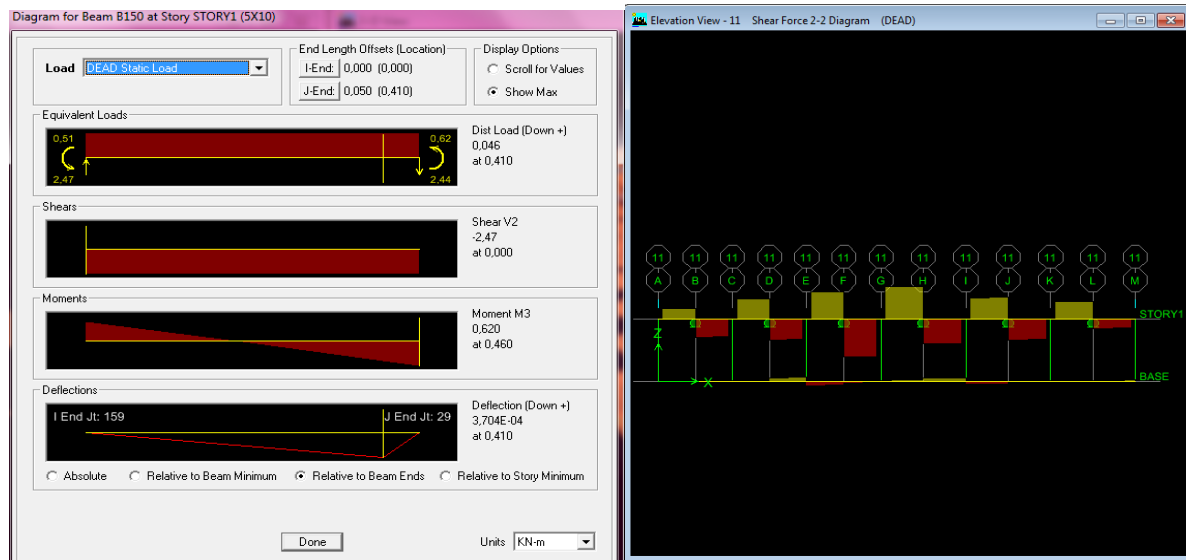 Diagram for Beam B150 at Story STORY1 (5X10)
Load DEAD Static Load
End Length Offsets (Location)
I-End: 0,000 (0,000)
J-End: 0,050 (0,410)
Display Options
Scroll for Values
Show Max
Equivalent Loads
0,51 0,62
2,47 2,44
Dist Load (Down +)
0,046
at 0,410
Shears
Shear V2
-2,47
at 0,000
Moments
Moment M3
0,620
at 0,460
Deflections
I End Jt: 159 J End Jt: 29
Deflection (Down +)
3,704E-04
at 0,410
Absolute Relative to Beam Minimum Relative to Beam Ends Relative to Story Minimum
Done Units KN-m
Elevation View - 11 Shear Force 2-2 Diagram (DEAD)
11 11 11 11 11 11 11 11 11 11 11 11 11
A B C D E F G H I J K L M
STORY1
Z
X
BASE